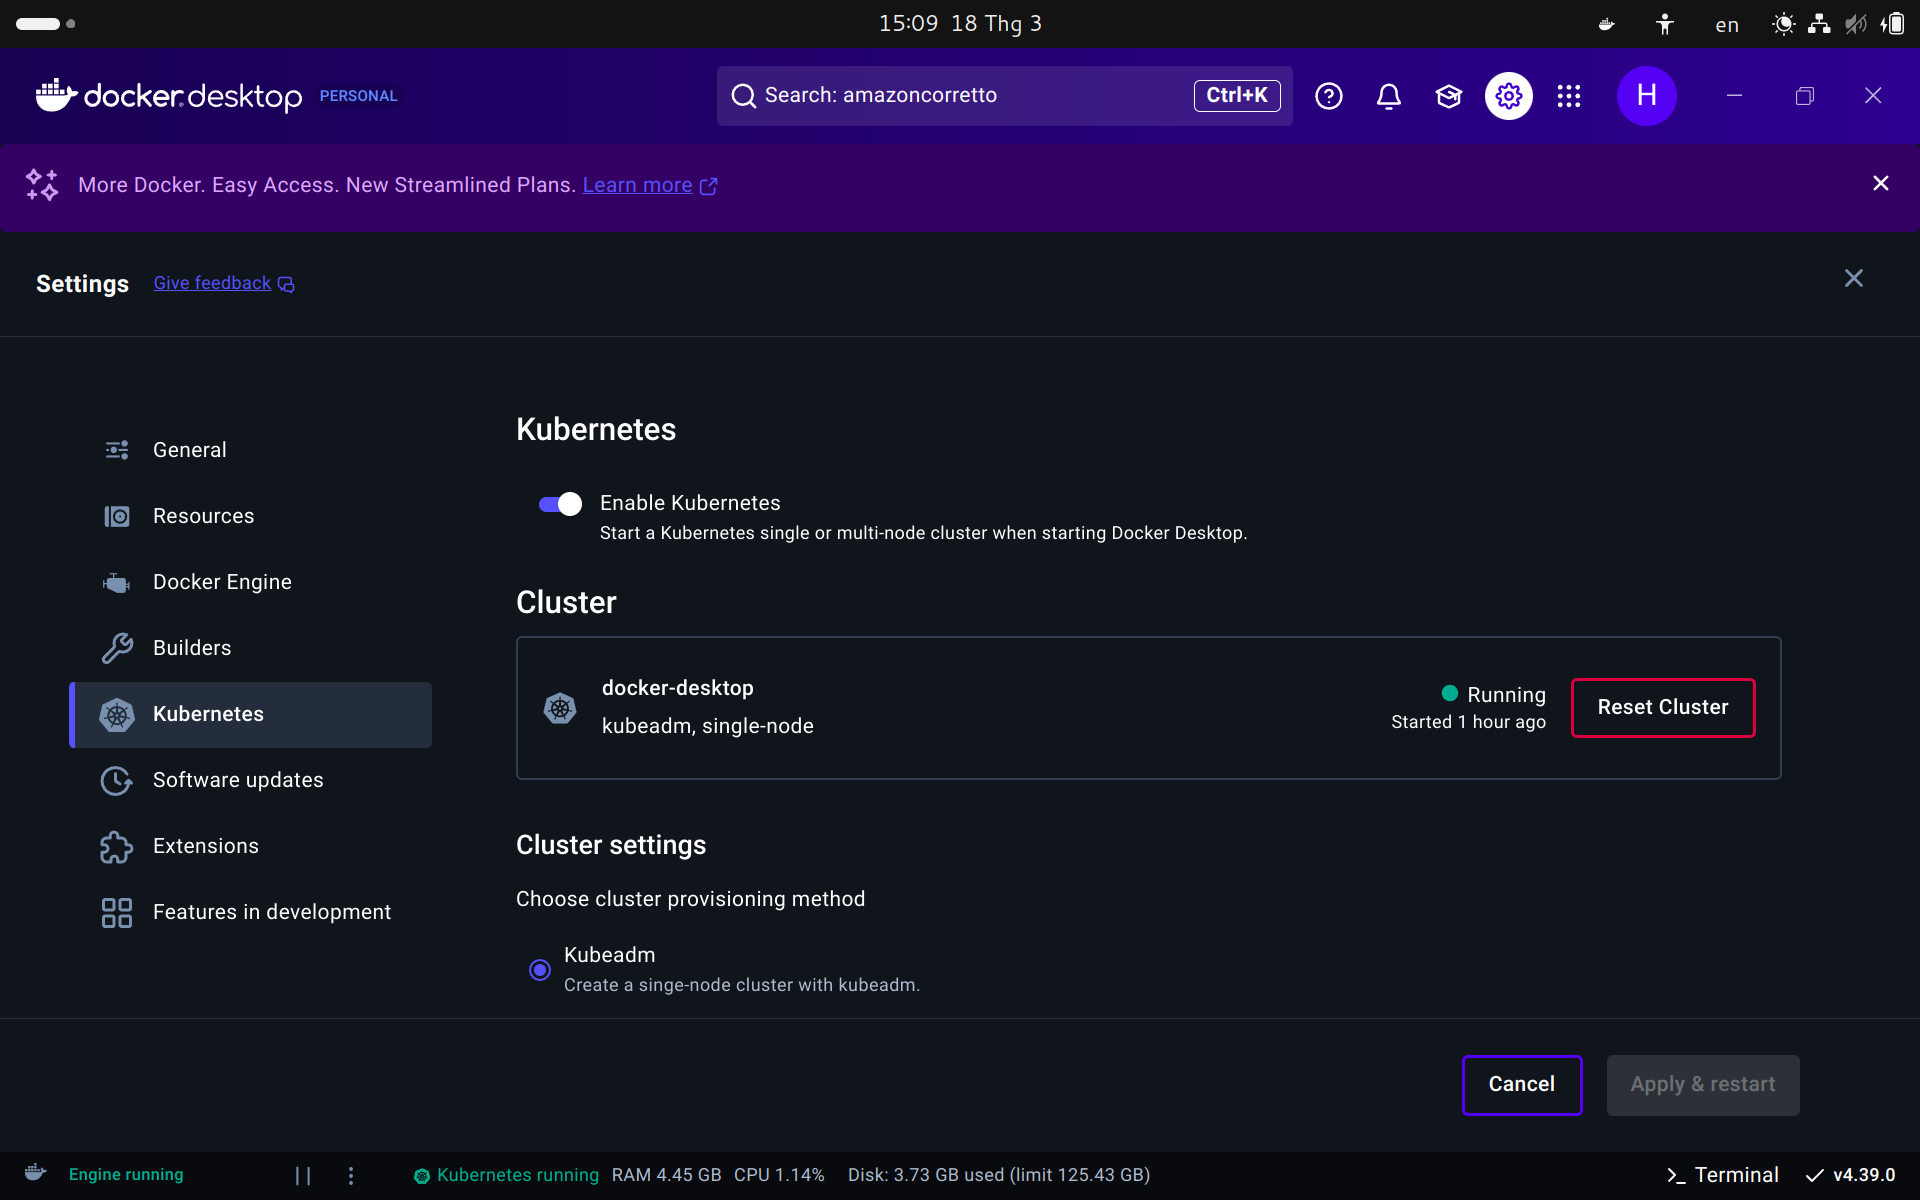 15:09 18 Thg 3
en
docker desktop PERSONAL
Search: amazoncorretto Ctrl+K
H
More Docker. Easy Access. New Streamlined Plans. Learn more
Settings Give feedback
General
Resources
Docker Engine
Builders
Kubernetes
Software updates
Extensions
Features in development
Kubernetes
Enable Kubernetes
Start a Kubernetes single or multi-node cluster when starting Docker Desktop.
Cluster
docker-desktop
kubeadm, single-node
Running
Started 1 hour ago
Reset Cluster
Cluster settings
Choose cluster provisioning method
Kubeadm
Create a singe-node cluster with kubeadm.
Cancel Apply & restart
Engine running Kubernetes running RAM 4.45 GB CPU 1.14% Disk: 3.73 GB used (limit 125.43 GB) Terminal v4.39.0